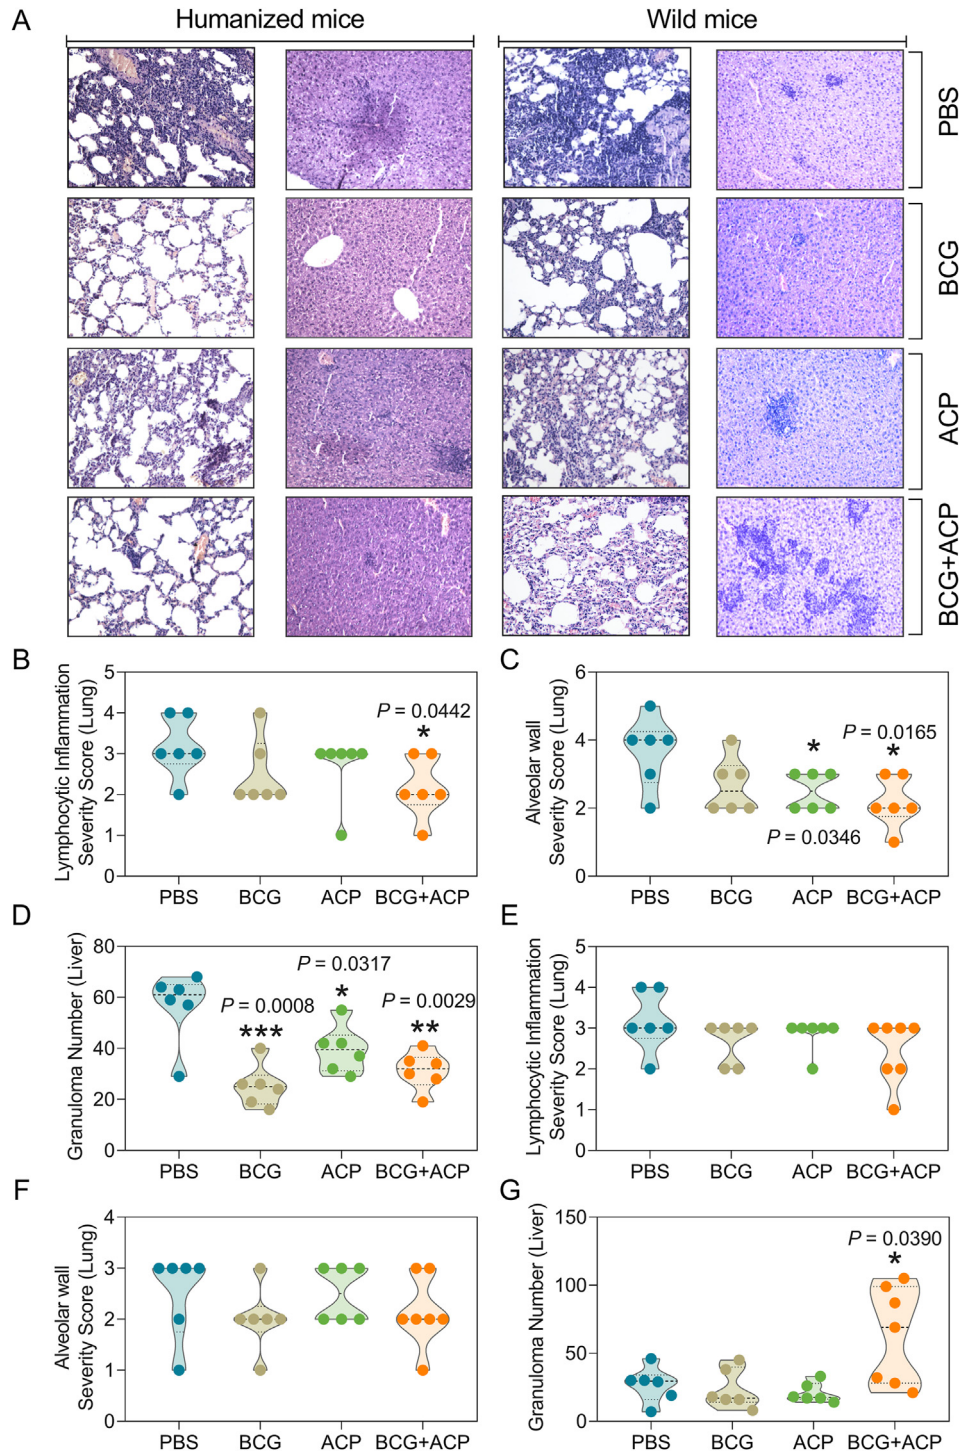 A
Humanized mice
Wild mice
PBS
BCG
ACP
BCG+ACP
B
Lymphocytic Inflammation
Severity Score (Lung)
5
4
3
2
1
0
P = 0.0442
*
PBS
BCG
ACP
BCG+ACP
C
Alveolar wall
Severity Score (Lung)
6
4
2
0
*
P = 0.0346
P = 0.0165
*
PBS
BCG
ACP
BCG+ACP
D
Granuloma Number (Liver)
80
60
40
20
0
P = 0.0008
***
P = 0.0317
*
P = 0.0029
**
PBS
BCG
ACP
BCG+ACP
E
Lymphocytic Inflammation
Severity Score (Lung)
5
4
3
2
1
0
PBS
BCG
ACP
BCG+ACP
F
Alveolar wall
Severity Score (Lung)
4
3
2
1
0
PBS
BCG
ACP
BCG+ACP
G
Granuloma Number (Liver)
150
100
50
0
P = 0.0390
*
PBS
BCG
ACP
BCG+ACP